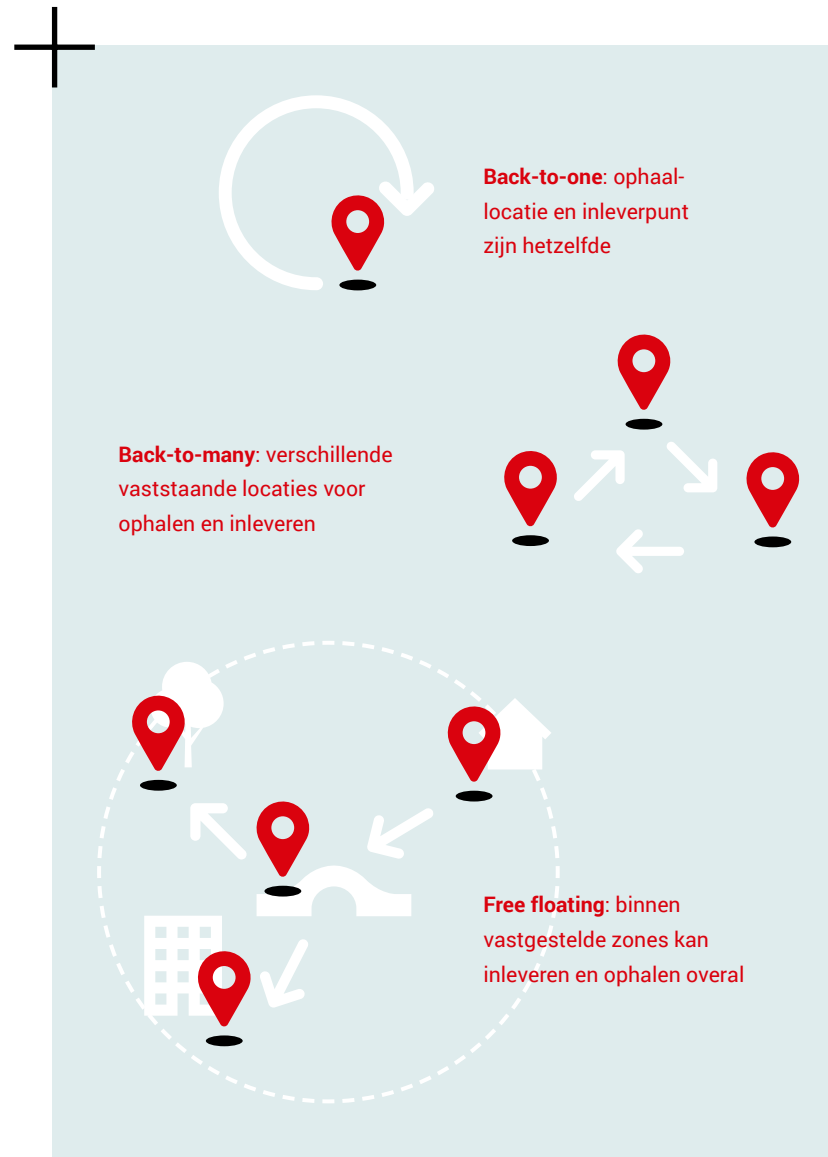 Back-to-one: ophaal-
locatie en inleverpunt
zijn hetzelfde
Back-to-many: verschillende
vaststaande locaties voor
ophalen en inleveren
Free floating: binnen
vastgestelde zones kan
inleveren en ophalen overal